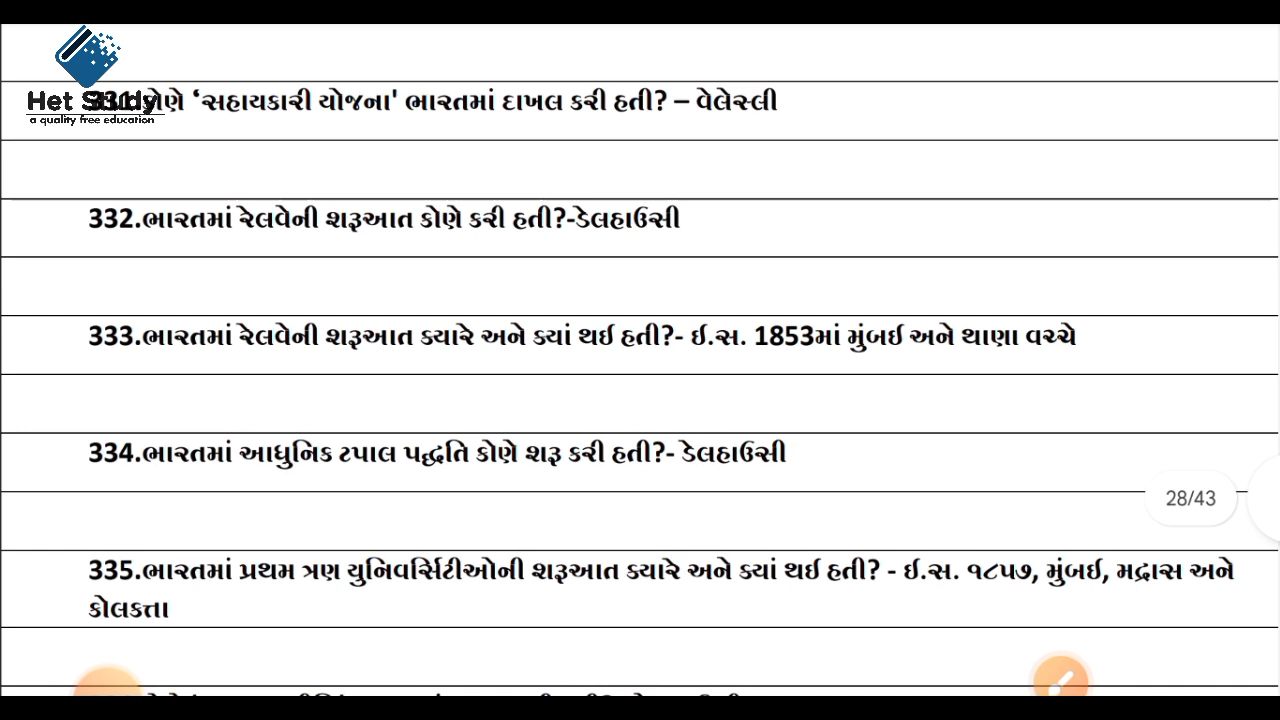 Het Study
a quality free education
331.કોણે ‘સહાયકારી યોજના' ભારતમાં દાખલ કરી હતી? – વેલેસ્લી
332.ભારતમાં રેલવેની શરૂઆત કોણે કરી હતી?-ડેલહાઉસી
333.ભારતમાં રેલવેની શરૂઆત ક્યારે અને ક્યાં થઈ હતી?- ઈ.સ. 1853માં મુંબઈ અને થાણા વચ્ચે
334.ભારતમાં આધુનિક ટપાલ પદ્ધતિ કોણે શરૂ કરી હતી?- ડેલહાઉસી
28/43
335.ભારતમાં પ્રથમ ત્રણ યુનિવર્સિટીઓની શરૂઆત ક્યારે અને ક્યાં થઈ હતી? - ઈ.સ. ૧૮૫૭, મુંબઈ, મદ્રાસ અને
કોલકત્તા